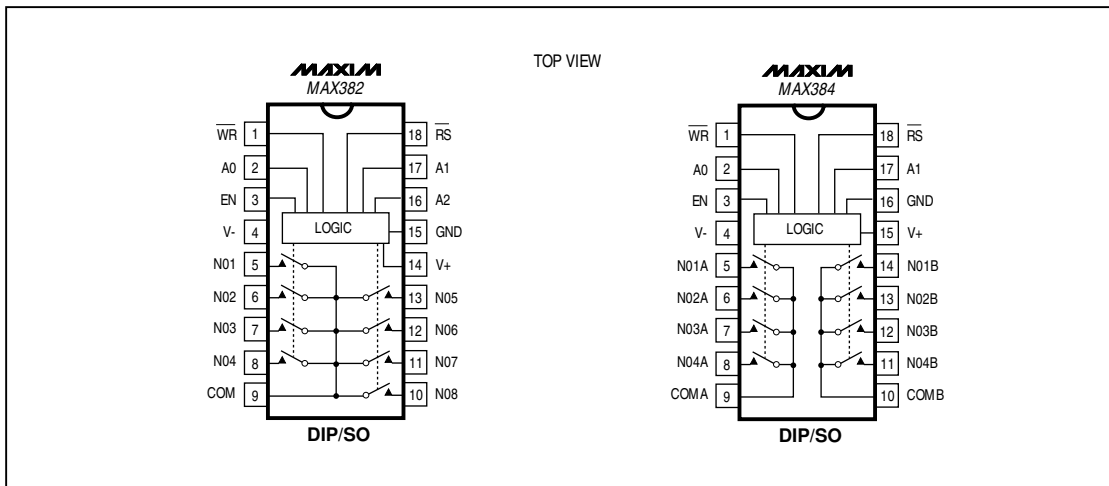 TOP VIEW
MAXIM
MAX382
WR 1
A0 2
EN 3
V- 4
N01 5
N02 6
N03 7
N04 8
COM 9
LOGIC
18 RS
17 A1
16 A2
15 GND
14 V+
13 N05
12 N06
11 N07
10 N08
DIP/SO
MAXIM
MAX384
WR 1
A0 2
EN 3
V- 4
N01A 5
N02A 6
N03A 7
N04A 8
COMA 9
LOGIC
18 RS
17 A1
16 GND
15 V+
14 N01B
13 N02B
12 N03B
11 N04B
10 COMB
DIP/SO